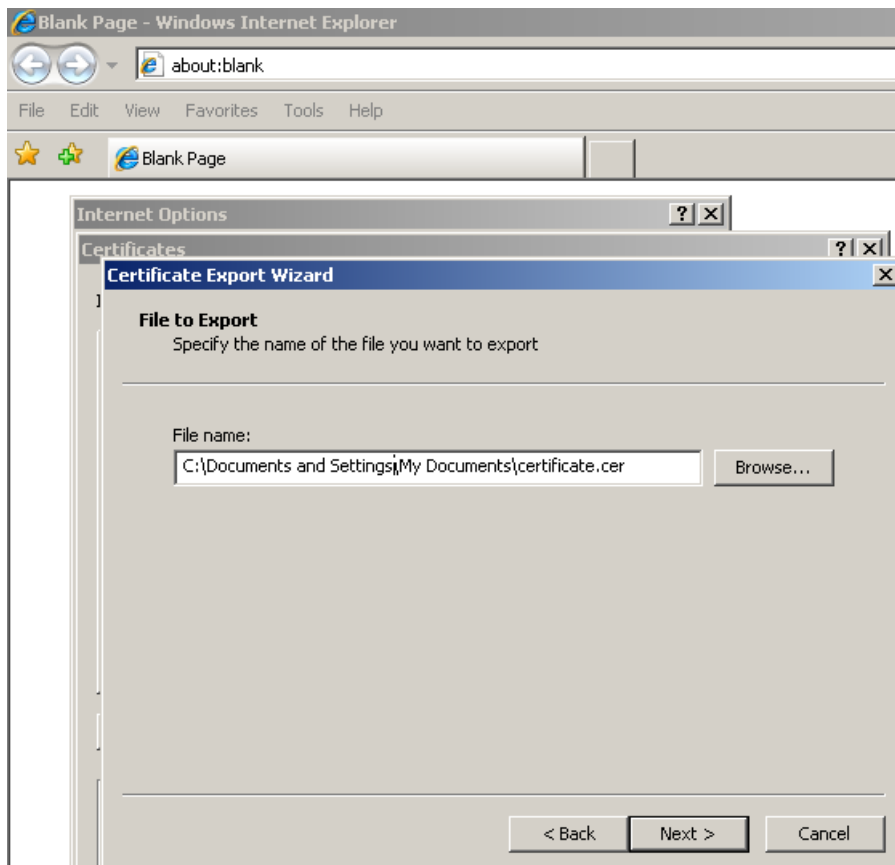 Blank Page - Windows Internet Explorer
about:blank
File Edit View Favorites Tools Help
Blank Page
Internet Options
Certificates
Certificate Export Wizard
File to Export
Specify the name of the file you want to export
File name:
C:\Documents and Settings\My Documents\certificate.cer
Browse...
< Back Next > Cancel